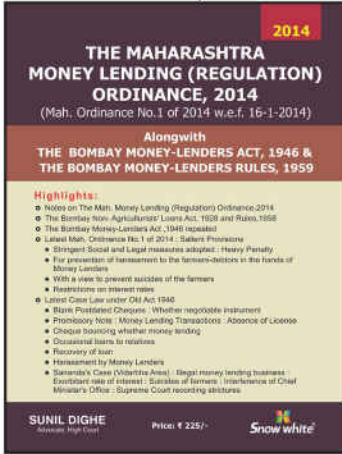 2014
THE MAHARASHTRA
MONEY LENDING (REGULATION)
ORDINANCE, 2014
(Mah. Ordinance No.1 of 2014 w.e.f. 16-1-2014)
Alongwith
THE BOMBAY MONEY-LENDERS ACT, 1946 &
THE BOMBAY MONEY-LENDERS RULES, 1959
Highlights:
Notes on The Mah. Money Lending (Regulation) Ordinance,2014
The Bombay Non- Agriculturists' Loans Act, 1928 and Rules,1958
The Bombay Money-Lenders Act ,1946 repealed
Latest Mah. Ordinance No.1 of 2014 : Salient Provisions
Stringent Social and Legal measures adopted : Heavy Penalty
For prevention of harassment to the farmers-debtors in the hands of
Money Lenders
With a view to prevent suicides of the farmers
Restrictions on interest rates
Latest Case Law under Old Act 1946
Blank Postdated Cheques : Whether negotiable instrument
Promissory Note : Money Lending Transactions : Absence of License
Cheque bouncing whether money lending
Occasional loans to relatives
Recovery of loan
Harassment by Money Lenders
Sananda's Case (Vidarbha Area) : Illegal money lending business :
Exorbitant rate of interest : Suicides of farmers : Interference of Chief
Minister's Office : Supreme Court recording strictures
SUNIL DIGHE
Advocate, High Court
Price: ₹ 225/-
Snow white